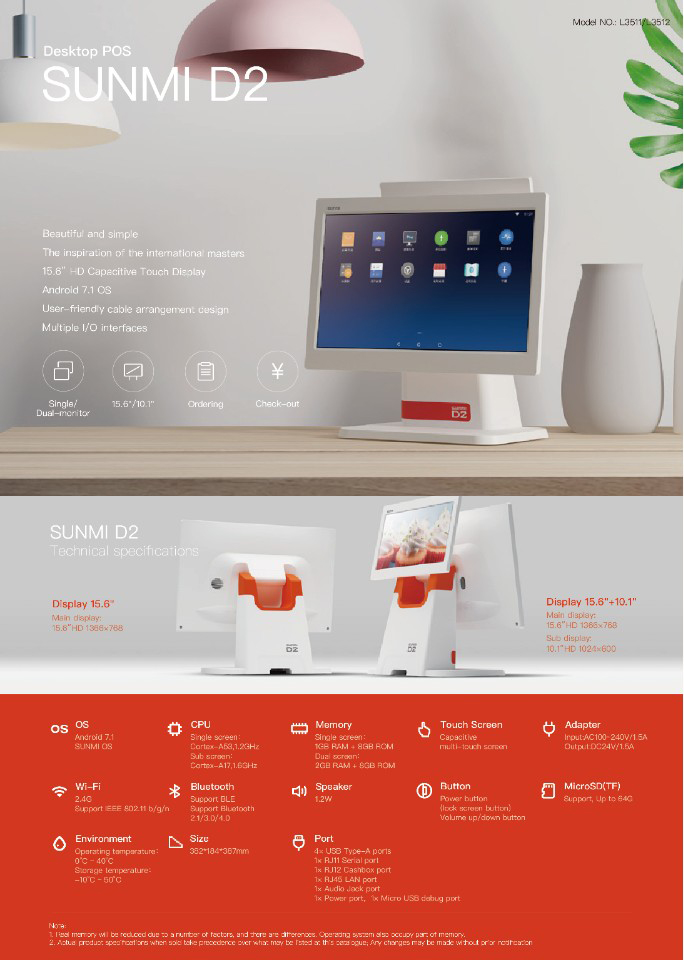 Model NO.: L3511/L3512
Desktop POS
SUNMI D2
Beautiful and simple
The inspiration of the international masters
15.6" HD Capacitive Touch Display
Android 7.1 OS
User-friendly cable arrangement design
Multiple I/O interfaces
¥
Single/
Dual-monitor
15.6"/10.1"
Ordering
Check-out
D2
SUNMI D2
Technical specifications
Display 15.6"
Main display:
15.6"HD 1366×768
D2
D2
Display 15.6"+10.1"
Main display:
15.6"HD 1366×768
Sub display:
10.1"HD 1024×600
OS
OS
Android 7.1
SUNMI OS
CPU
Single screen:
Cortex-A53,1.2GHz
Sub screen:
Cortex-A17,1.6GHz
Memory
Single screen:
1GB RAM + 8GB ROM
Dual screen:
2GB RAM + 8GB ROM
Touch Screen
Capacitive
multi-touch screen
Adapter
Input:AC100-240V/1.5A
Output:DC24V/1.5A
Wi-Fi
2.4G
Support IEEE 802.11 b/g/n
Bluetooth
Support BLE
Support Bluetooth
2.1/3.0/4.0
Speaker
1.2W
Button
Power button
(lock screen button)
Volume up/down button
MicroSD(TF)
Support, Up to 64G
Environment
Operating temperature:
0°C - 40°C
Storage temperature:
-10°C - 50°C
Size
382*184*367mm
Port
4× USB Type-A ports
1× RJ11 Serial port
1× RJ12 Cashbox port
1× RJ45 LAN port
1× Audio Jack port
1× Power port, 1× Micro USB debug port
Note:
1. Real memory will be reduced due to a number of factors, and there are differences. Operating system also occupy part of memory.
2. Actual product specifications when sold take precedence over what may be listed at this catalogue; Any changes may be made without prior notification